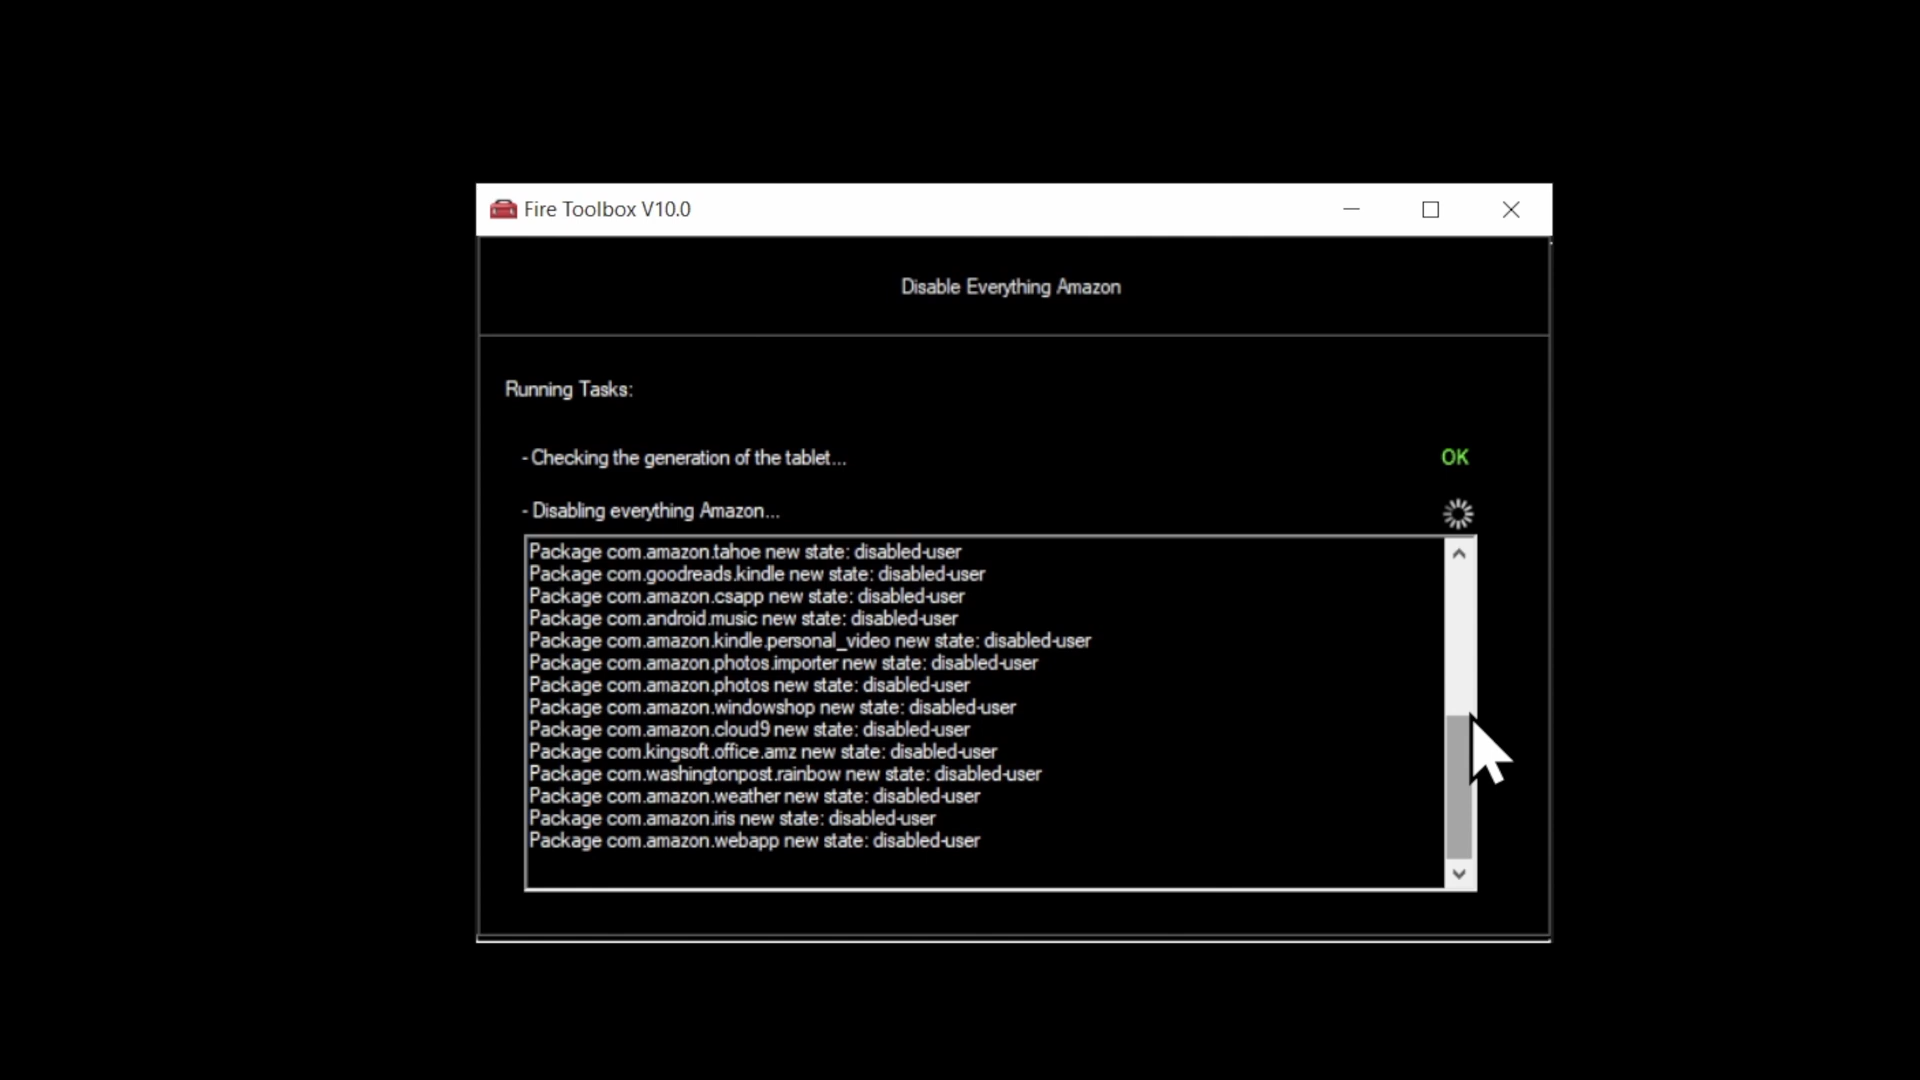 Fire Toolbox V10.0
Disable Everything Amazon
Running Tasks:
- Checking the generation of the tablet...
OK
- Disabling everything Amazon...
Package com.amazon.tahoe new state: disabled-user
Package com.goodreads.kindle new state: disabled-user
Package com.amazon.csapp new state: disabled-user
Package com.android.music new state: disabled-user
Package com.amazon.kindle.personal_video new state: disabled-user
Package com.amazon.photos.importer new state: disabled-user
Package com.amazon.photos new state: disabled-user
Package com.amazon.windowshop new state: disabled-user
Package com.amazon.cloud9 new state: disabled-user
Package com.kingsoft.office.amz new state: disabled-user
Package com.washingtonpost.rainbow new state: disabled-user
Package com.amazon.weather new state: disabled-user
Package com.amazon.iris new state: disabled-user
Package com.amazon.webapp new state: disabled-user